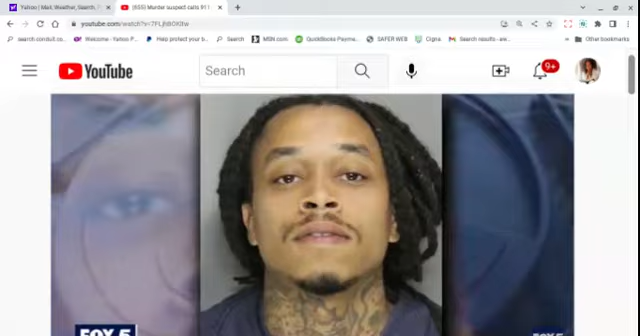 Yahoo | Mail, Weather, Search, P
(555) Murder suspect calls 911
youtube.com/watch?v=7FLjh8OKIlw
search.conduit.co...
Welcome - Yahoo P...
Help protect your b...
Search
MSN.com
QuickBooks Payme...
SAFER WEB
Cigna
Search results - aw...
Other bookmarks
YouTube
Search
9+
FOX 5
FOX 5